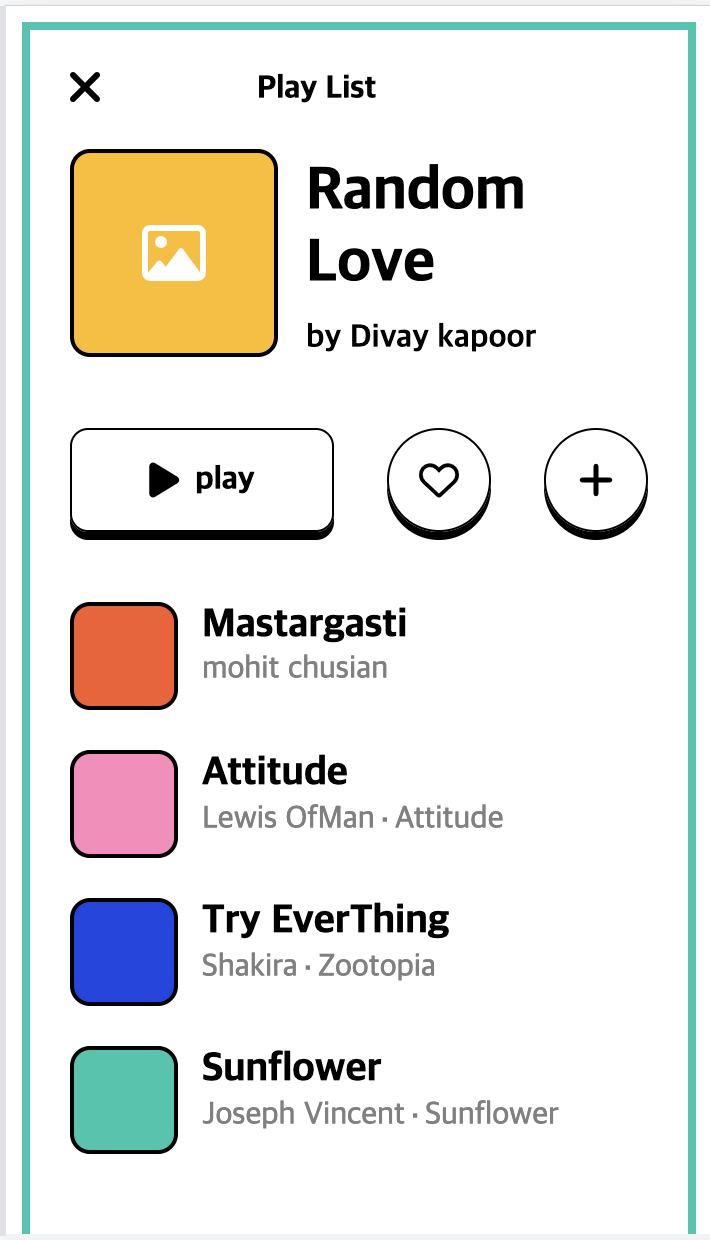 Play List
Random
Love
by Divay kapoor
play
Mastargasti
mohit chusian
Attitude
Lewis OfMan · Attitude
Try EverThing
Shakira · Zootopia
Sunflower
Joseph Vincent · Sunflower